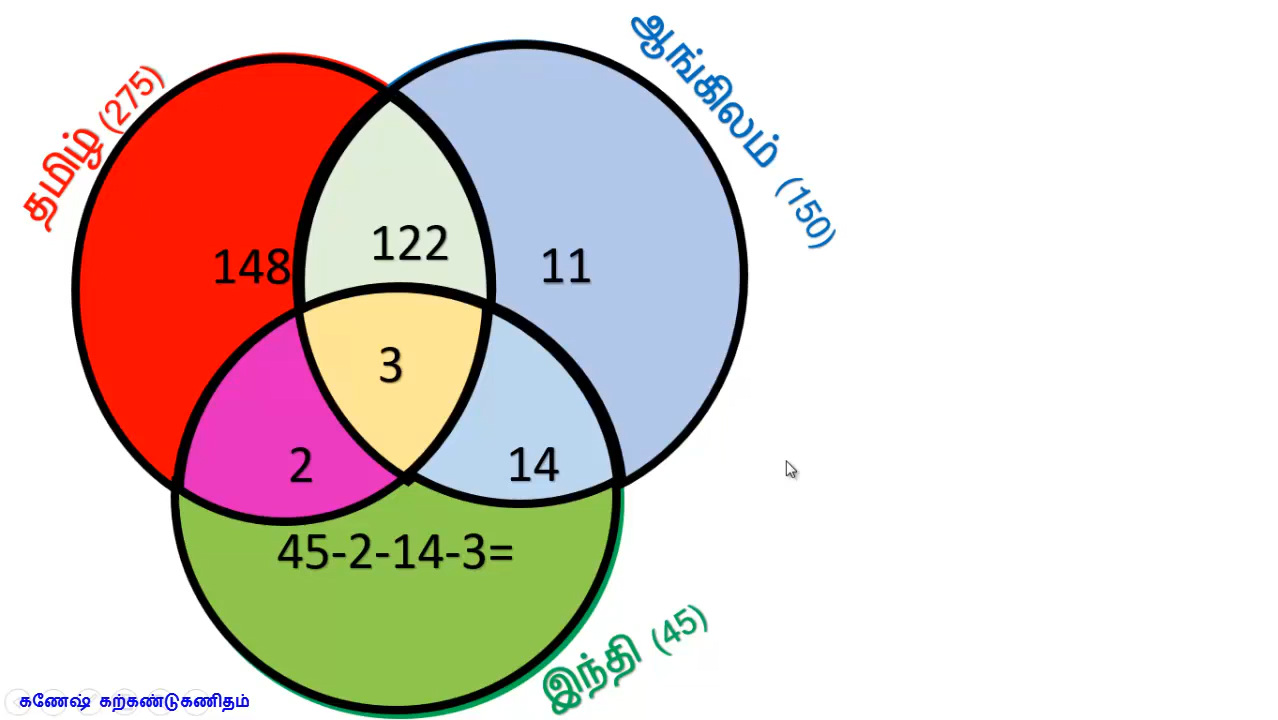 தமிழ் (275)
ஆங்கிலம் (150)
148
122
11
3
2
14
45-2-14-3=
இந்தி (45)
கணேஷ் கற்கண்டுகணிதம்